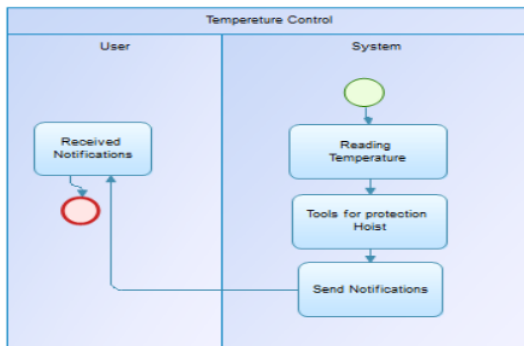 Tempereture Control
User
System
Received
Notifications
Reading
Temperature
Tools for protection
Hoist
Send Notifications